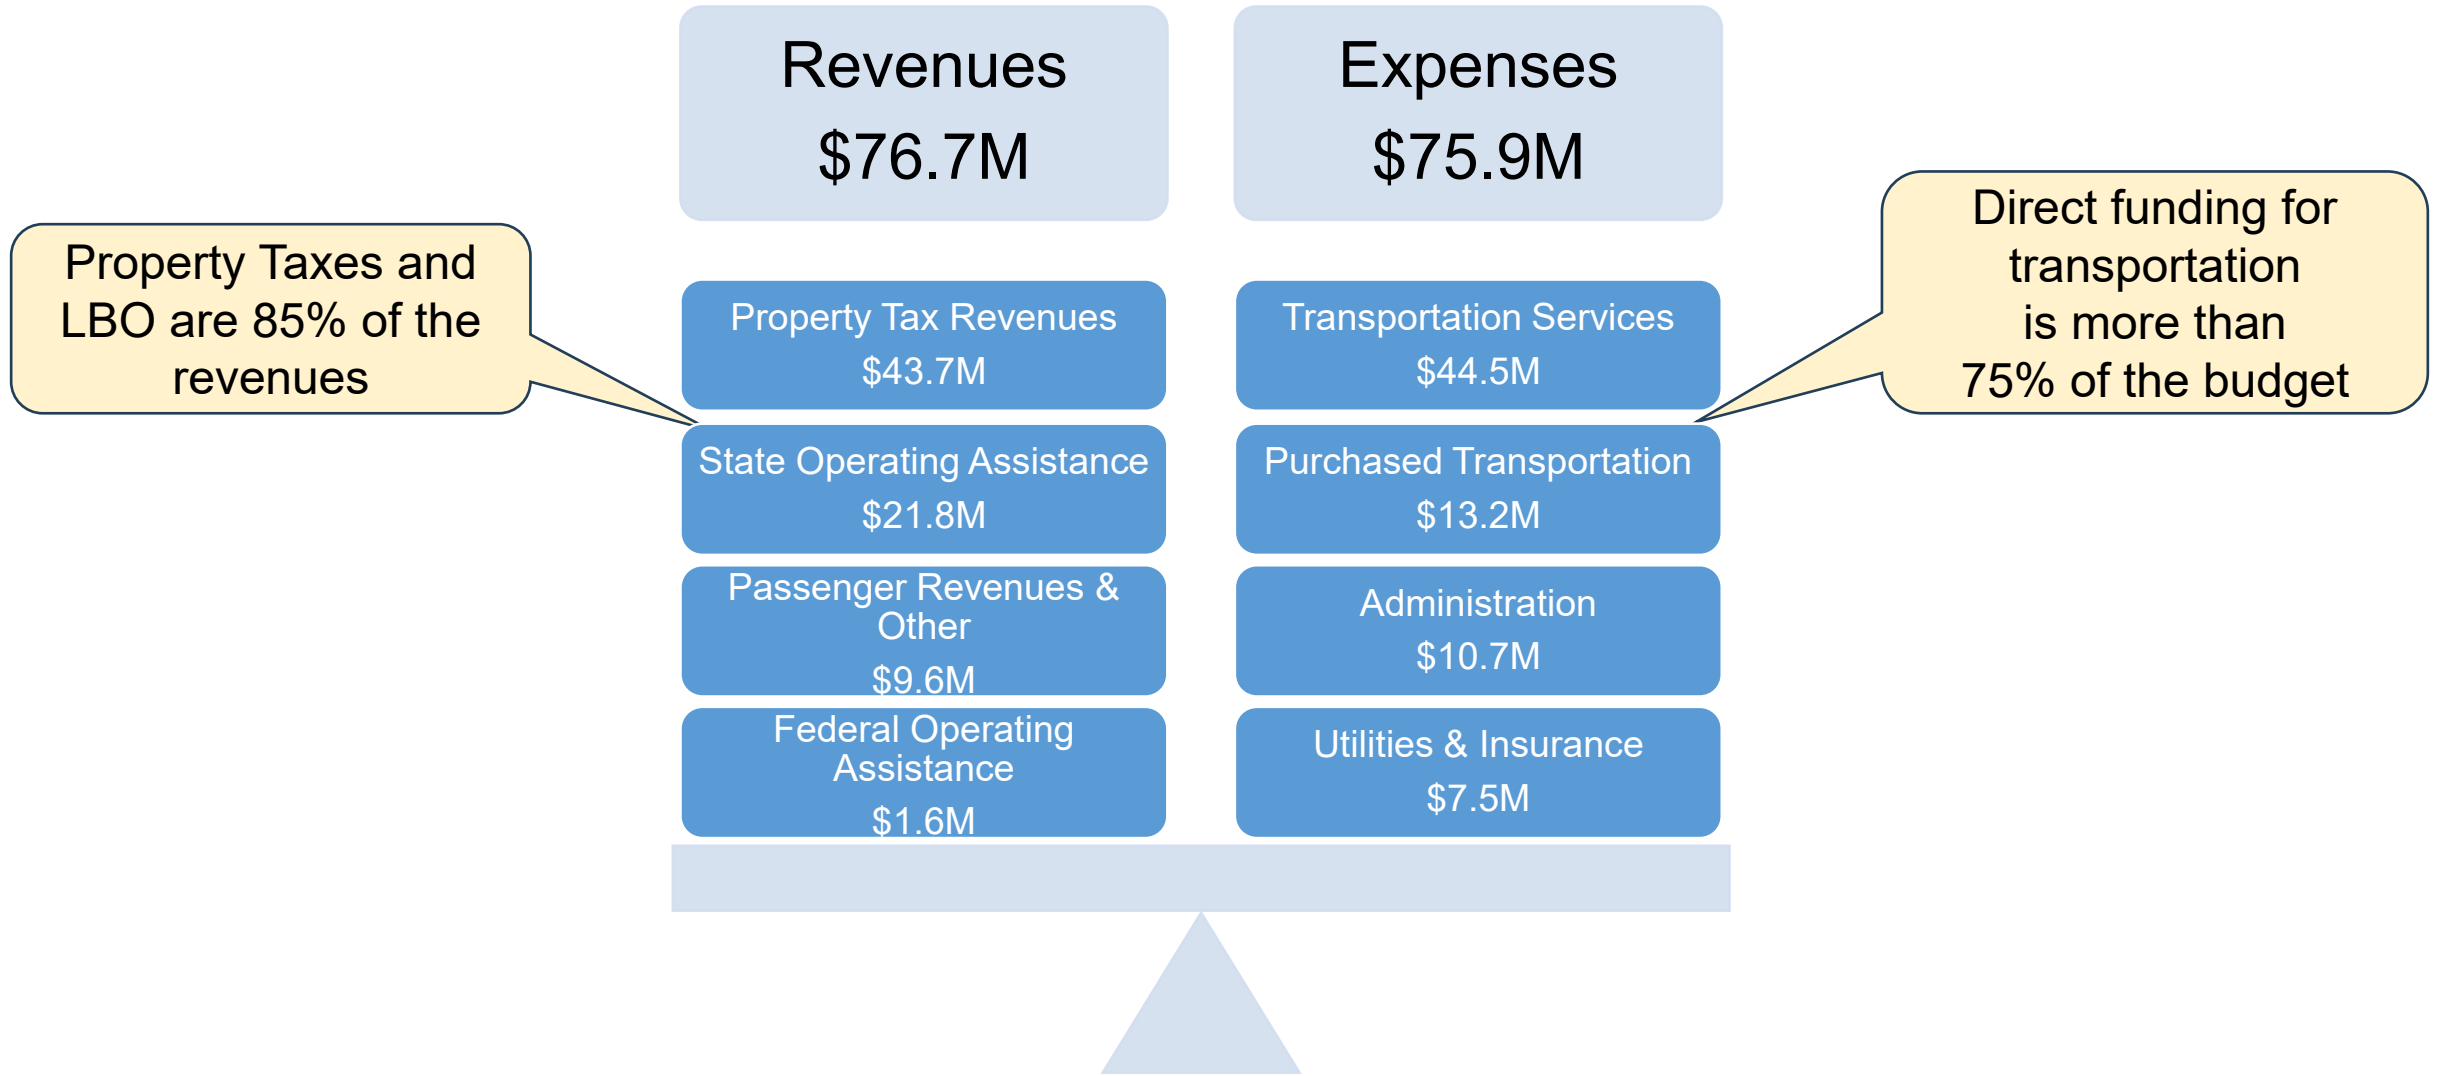 Revenues
$76.7M
Expenses
$75.9M
Property Taxes and
LBO are 85% of the
revenues
Direct funding for
transportation
is more than
75% of the budget
Property Tax Revenues
$43.7M
State Operating Assistance
$21.8M
Passenger Revenues &
Other
$9.6M
Federal Operating
Assistance
$1.6M
Transportation Services
$44.5M
Purchased Transportation
$13.2M
Administration
$10.7M
Utilities & Insurance
$7.5M